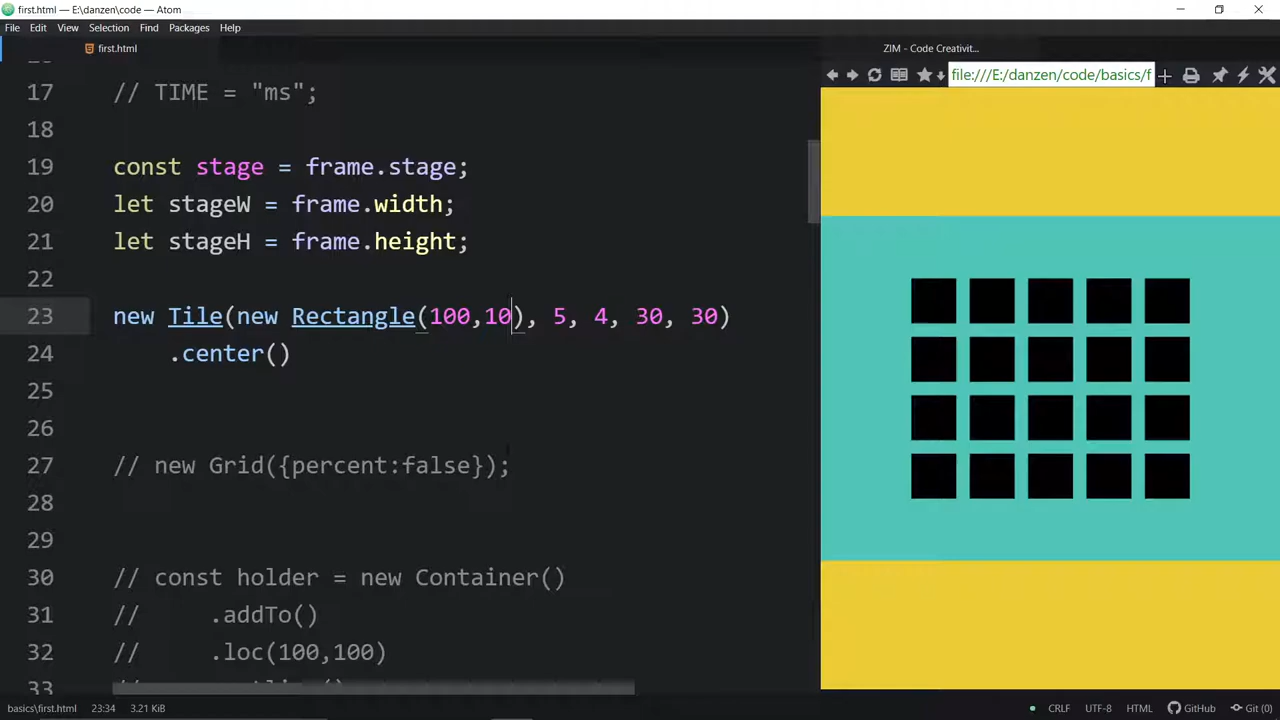 first.html — E:\danzen\code — Atom
File Edit View Selection Find Packages Help
first.html
ZIM - Code Creativit...
file:///E:/danzen/code/basics/f
17 // TIME = "ms";
18
19 const stage = frame.stage;
20 let stageW = frame.width;
21 let stageH = frame.height;
22
23 new Tile(new Rectangle(100,10), 5, 4, 30, 30)
24 .center()
25
26
27 // new Grid({percent:false});
28
29
30 // const holder = new Container()
31 // .addTo()
32 // .loc(100,100)
33
basics\first.html 23:34 3.21 KiB CRLF UTF-8 HTML GitHub Git (0)